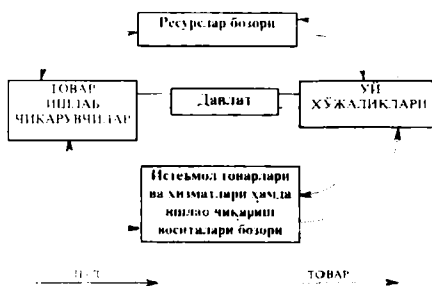 Ресурслар бозори
ТОВАР
ИШЛАБ
ЧИҚАРУВЧИЛАР
Давлат
УЙ
ХЎЖАЛИКЛАРИ
Истеъмол товарлари
ва хизматлари ҳамда
ишлаб чиқариш
воситалари бозори
ТОВАР